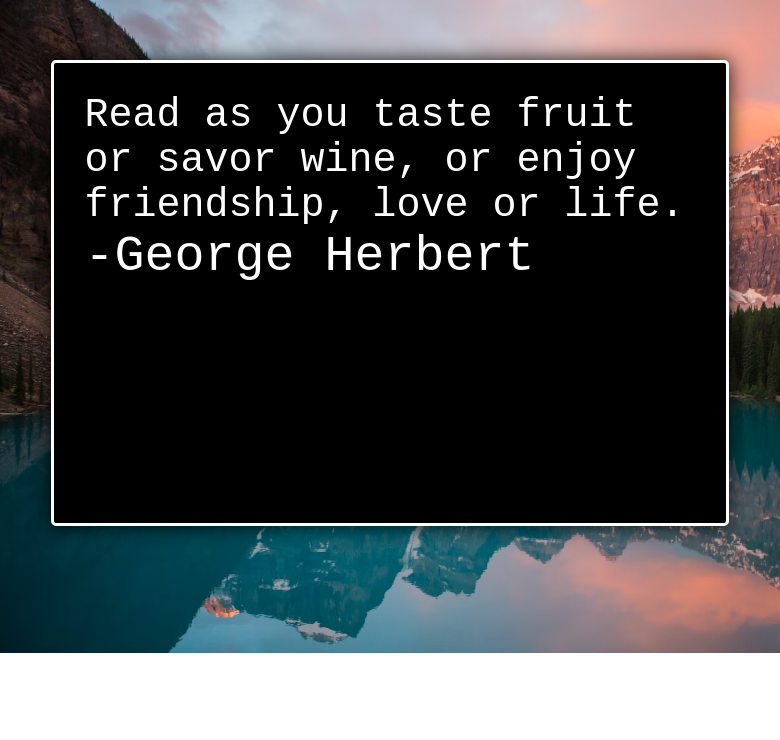 Read as you taste fruit
or savor wine, or enjoy
friendship, love or life.
-George Herbert